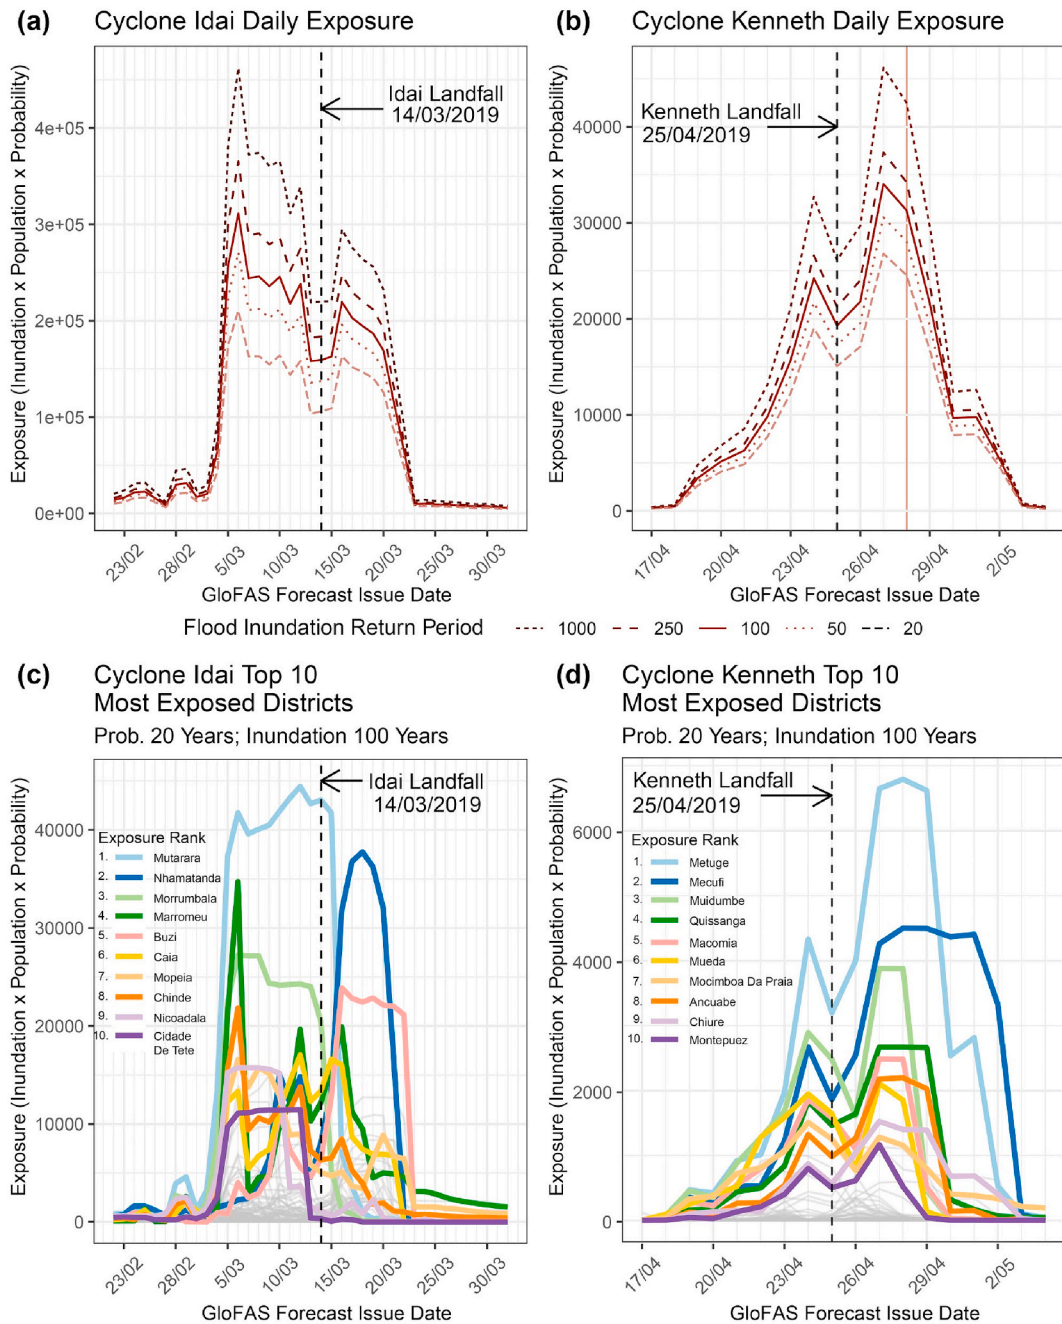 (a) Cyclone Idai Daily Exposure
Exposure (Inundation x Population x Probability)
4e+05
3e+05
2e+05
1e+05
0e+00
Idai Landfall
14/03/2019
23/02 28/02 5/03 10/03 15/03 20/03 25/03 30/03
GloFAS Forecast Issue Date
(b) Cyclone Kenneth Daily Exposure
Exposure (Inundation x Population x Probability)
40000
30000
20000
10000
0
Kenneth Landfall
25/04/2019
17/04 20/04 23/04 26/04 29/04 2/05
GloFAS Forecast Issue Date
Flood Inundation Return Period 1000 250 100 50 20
(c) Cyclone Idai Top 10
Most Exposed Districts
Prob. 20 Years; Inundation 100 Years
Exposure (Inundation x Population x Probability)
40000
30000
20000
10000
0
Idai Landfall
14/03/2019
Exposure Rank
1. Mutarara
2. Nhamatanda
3. Morrumbala
4. Marromeu
5. Buzi
6. Caia
7. Mopeia
8. Chinde
9. Nicoadala
10. Cidade
De Tete
23/02 28/02 5/03 10/03 15/03 20/03 25/03 30/03
GloFAS Forecast Issue Date
(d) Cyclone Kenneth Top 10
Most Exposed Districts
Prob. 20 Years; Inundation 100 Years
Exposure (Inundation x Population x Probability)
6000
4000
2000
0
Kenneth Landfall
25/04/2019
Exposure Rank
1. Metuge
2. Mecufi
3. Muidumbe
4. Quissanga
5. Macomia
6. Mueda
7. Mocimboa Da Praia
8. Ancuabe
9. Chiure
10. Montepuez
17/04 20/04 23/04 26/04 29/04 2/05
GloFAS Forecast Issue Date